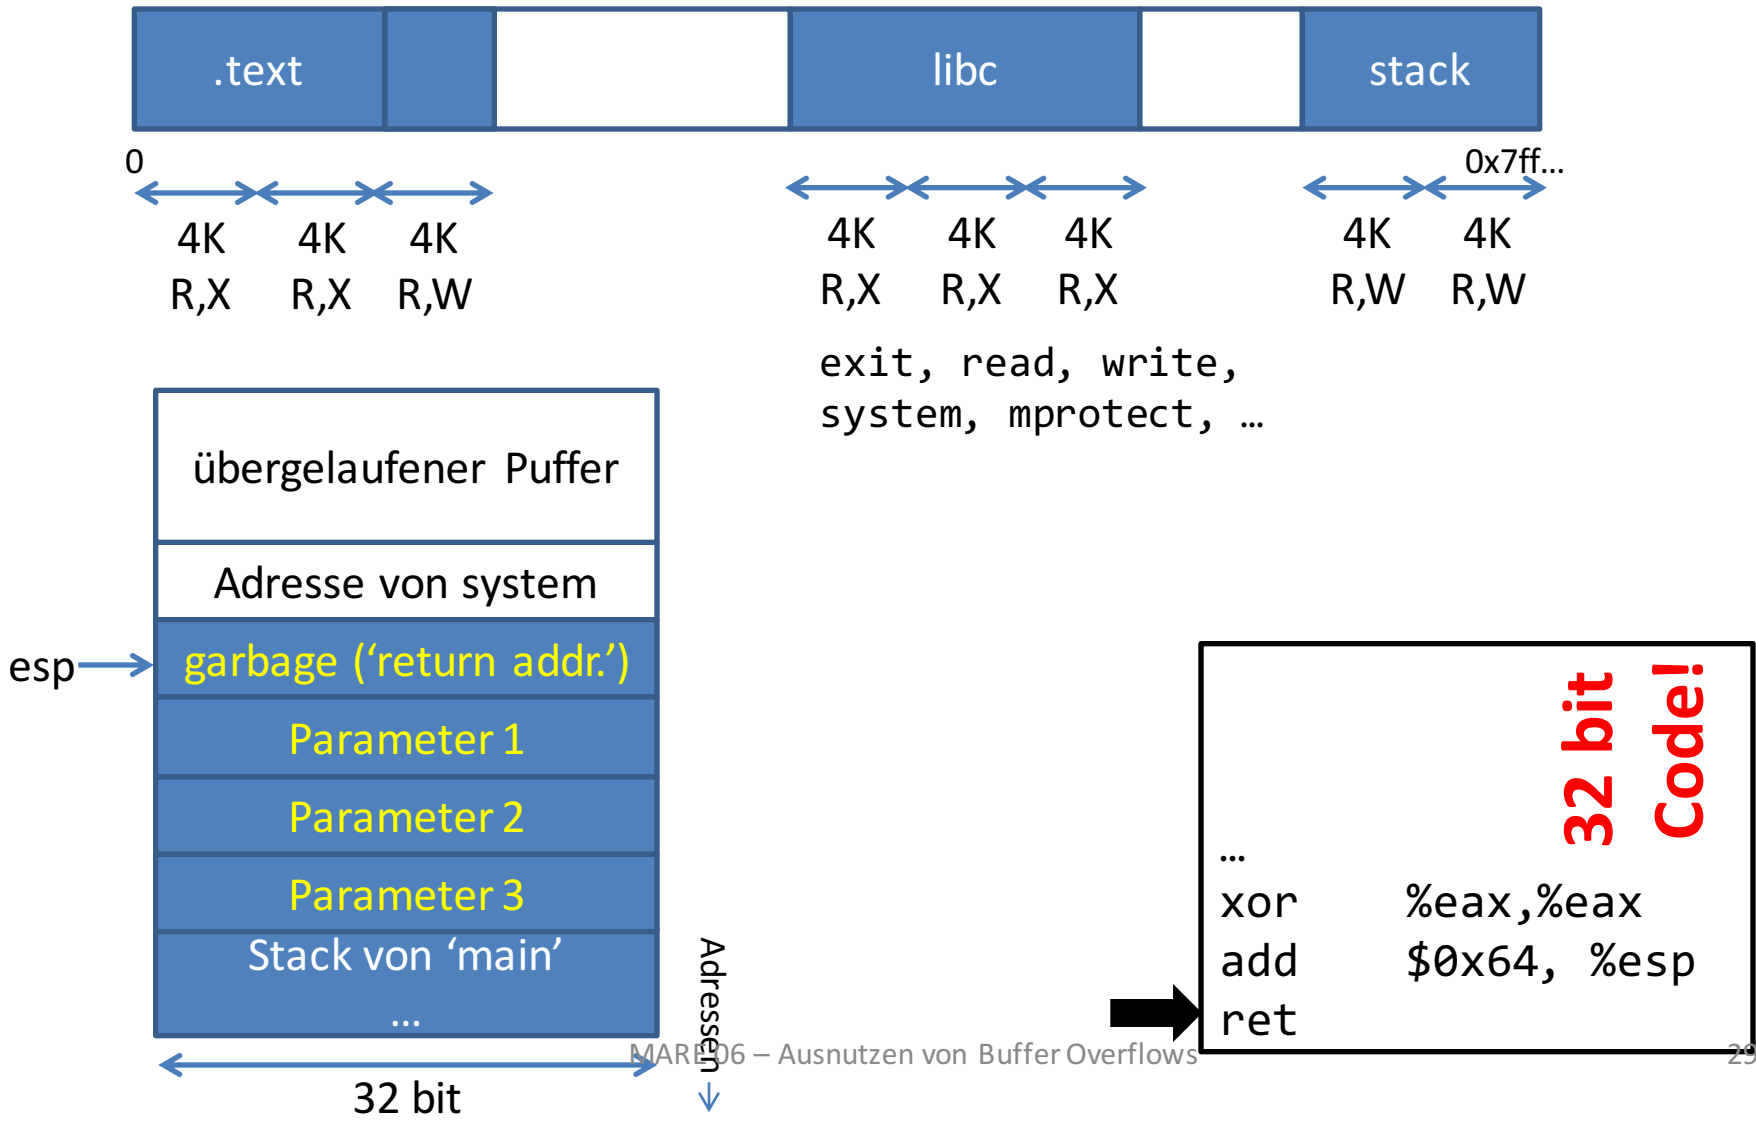 .text libc stack
0 0x7ff…
4K 4K 4K 4K 4K 4K 4K 4K
R,X R,X R,W R,X R,X R,X R,W R,W
exit, read, write,
system, mprotect, …
übergelaufener Puffer
Adresse von system
esp
garbage (‘return addr.’)
Parameter 1
Parameter 2
Parameter 3
Stack von ‘main’
…
32 bit
Adressen
32 bit
Code!
…
xor %eax,%eax
add $0x64, %esp
ret
MARE 06 – Ausnutzen von Buffer Overflows
29